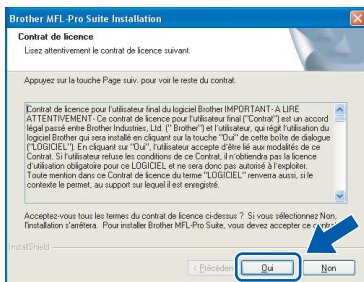 Brother MFL-Pro Suite Installation
Contrat de licence
Lisez attentivement le contrat de licence suivant.
Appuyez sur la touche Page suiv. pour voir le reste du contrat.
Contrat de licence pour l'utilisateur final du logiciel Brother IMPORTANT- A LIRE
ATTENTIVEMENT- Ce contrat de licence pour l'utilisateur final ("Contrat") est un accord
légal passé entre Brother Industries, Ltd. (" Brother") et l'utilisateur, qui régit l'utilisation du
logiciel Brother qui sera installé en cliquant sur la touche "Oui" de cette boîte de dialogue
("LOGICIEL"). En cliquant sur "Oui", l'utilisateur accepte d'être lié aux modalités de ce
Contrat. Si l'utilisateur refuse les conditions de ce Contrat, il n'obtiendra pas la licence
d'utilisation obligatoire pour ce LOGICIEL et ne sera donc pas autorisé à l'exploiter.
Toute mention dans ce Contrat de licence du terme "LOGICIEL" renverra aussi, si le
contexte le permet, au support sur lequel il est enregistré.
Acceptez-vous tous les termes du contrat de licence ci-dessus ? Si vous sélectionnez Non,
l'installation s'arrêtera. Pour installer Brother MFL-Pro Suite, vous devez accepter ce
InstallShield
< Précédent Oui Non